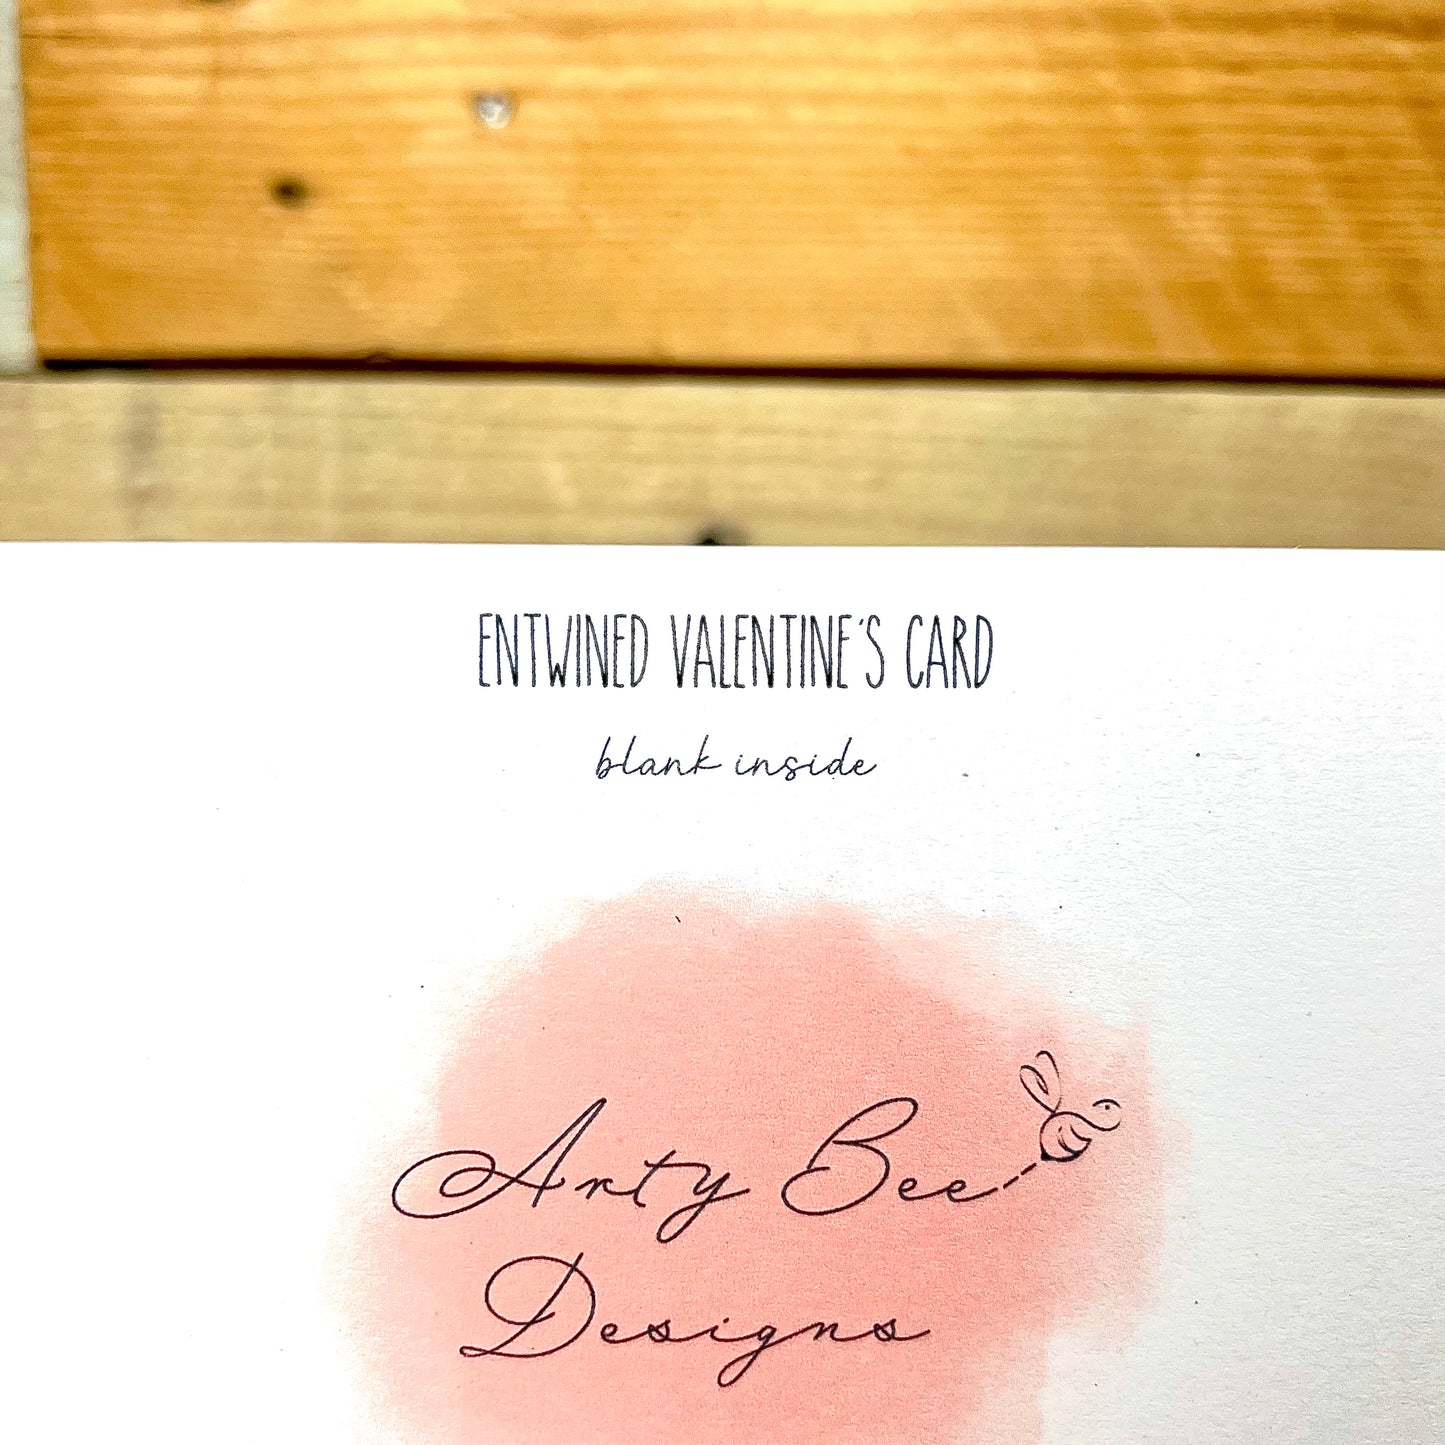 ENTWINED VALENTINE'S CARD
blank inside
Arty Bee
Designs